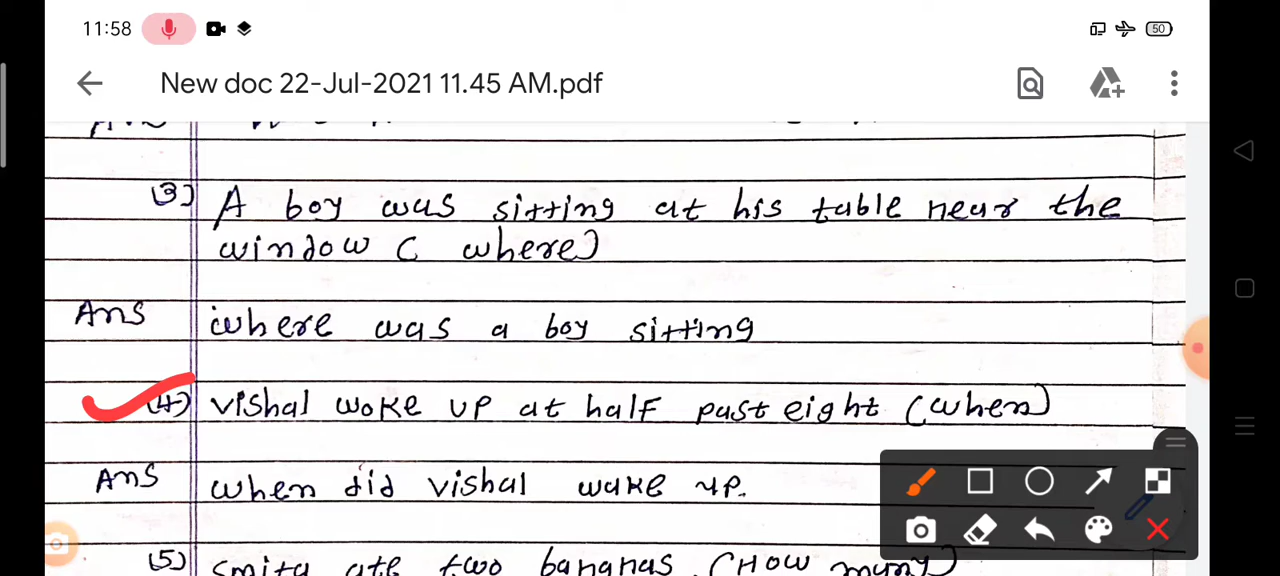 11:58
50
New doc 22-Jul-2021 11.45 AM.pdf
(3) A boy was sitting at his table near the
window ( where)
Ans where was a boy sitting
(4) vishal woke up at half past eight (when)
Ans when did vishal wake up.
(5) smita ate two bananas. (How many)